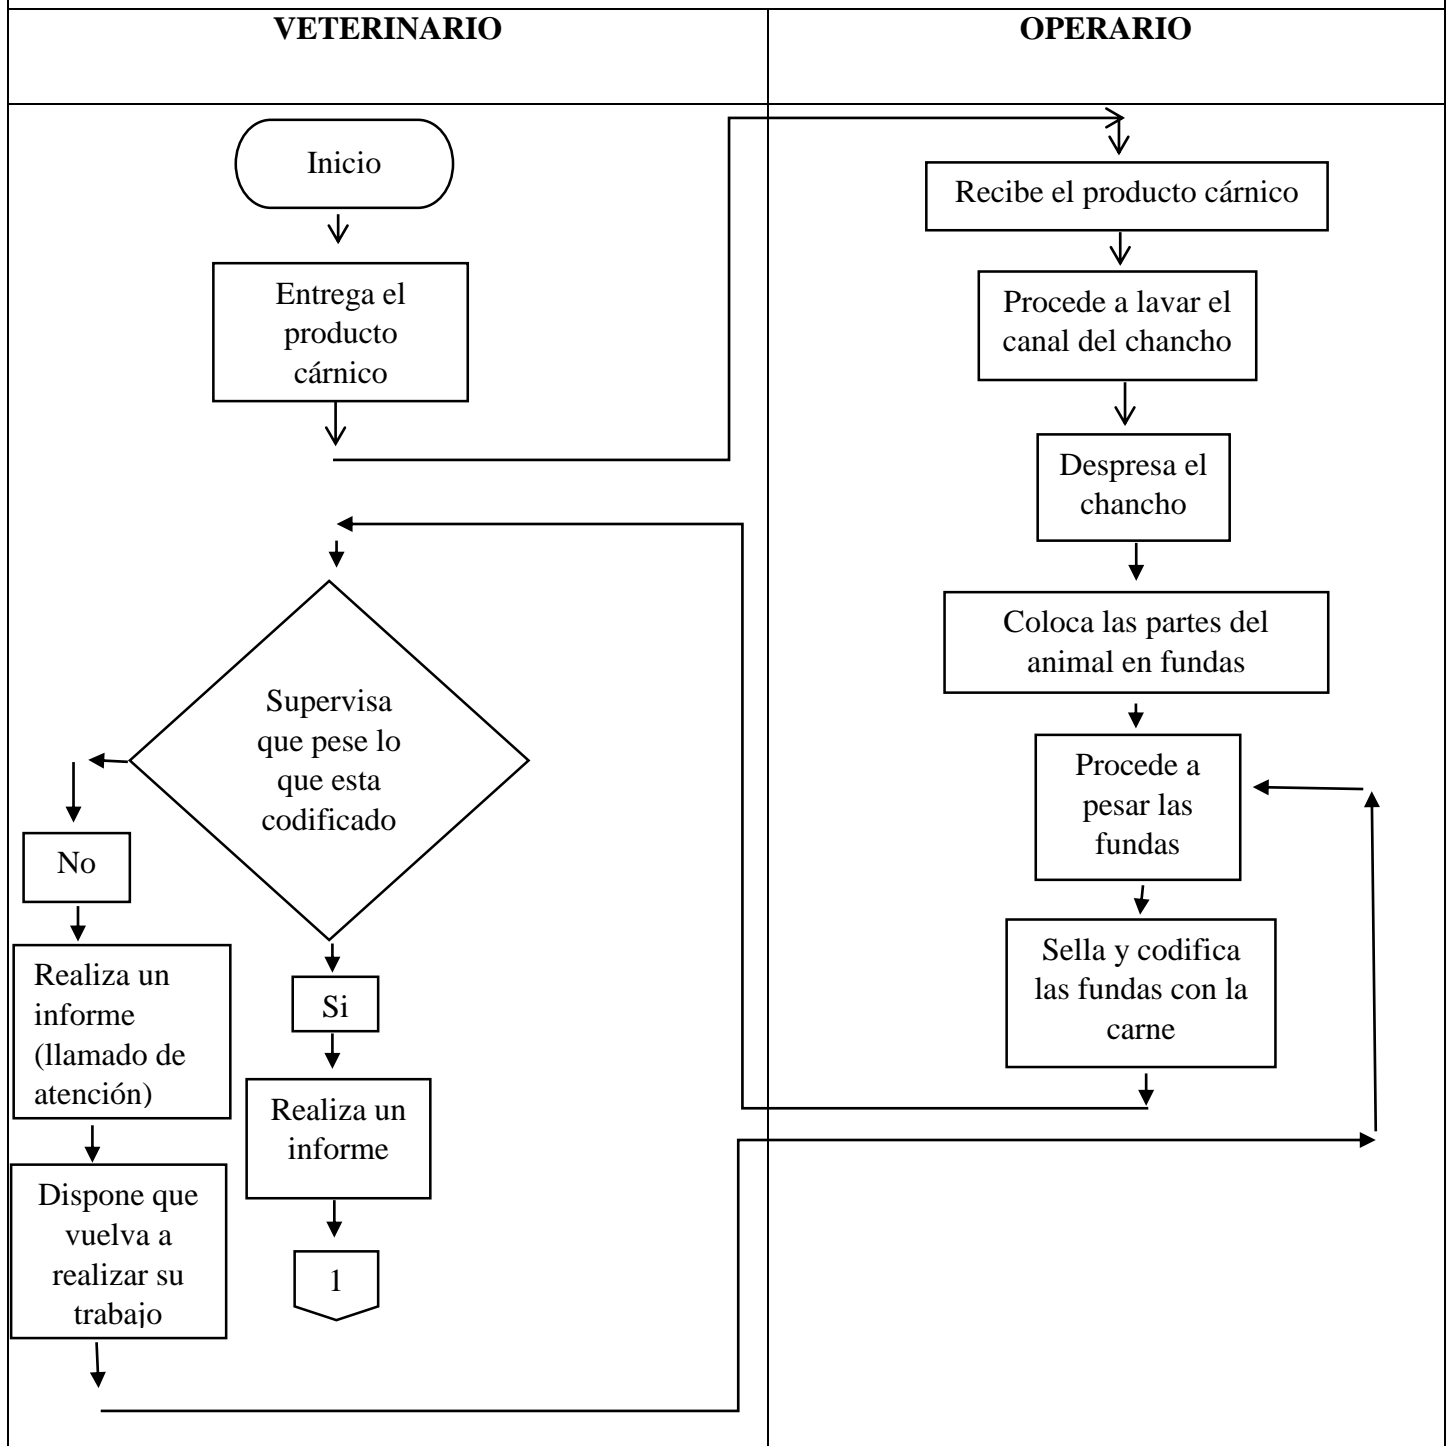 VETERINARIO
OPERARIO
Inicio
Entrega el
producto
cárnico
Recibe el producto cárnico
Procede a lavar el
canal del chancho
Despresa el
chancho
Coloca las partes del
animal en fundas
Procede a
pesar las
fundas
Sella y codifica
las fundas con la
carne
Supervisa
que pese lo
que esta
codificado
No
Realiza un
informe
(llamado de
atención)
Dispone que
vuelva a
realizar su
trabajo
Si
Realiza un
informe
1